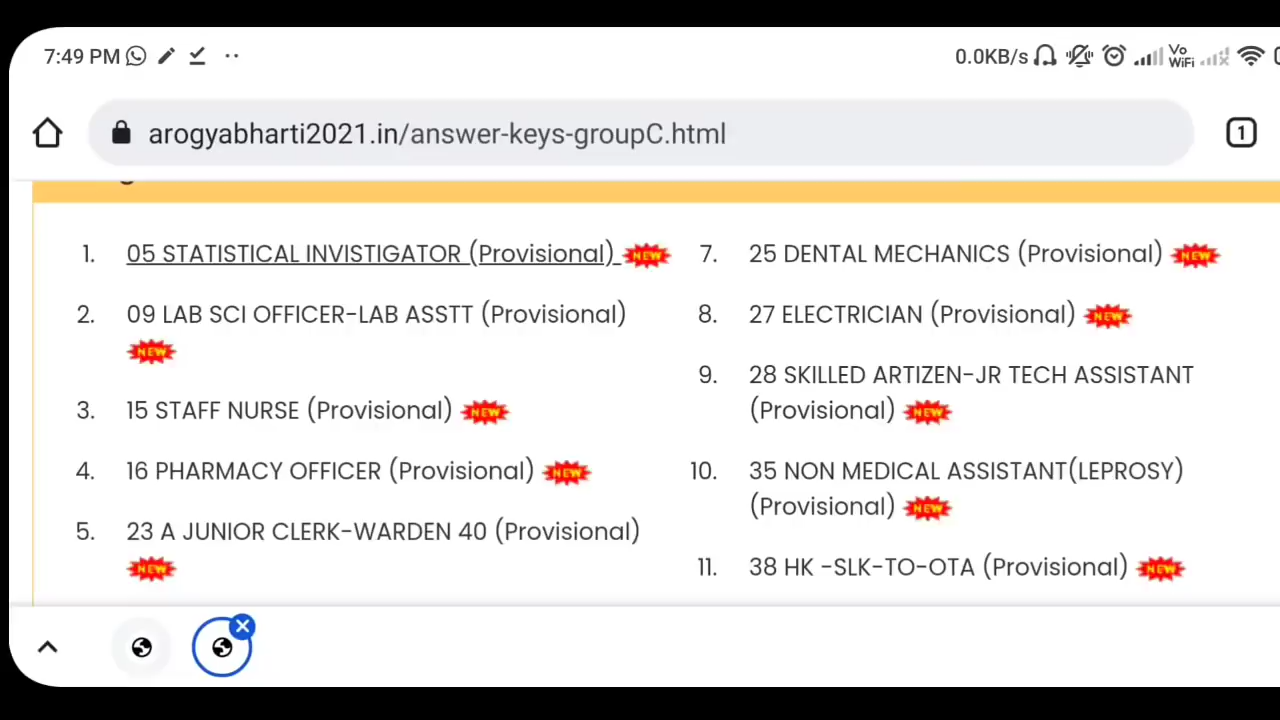 7:49 PM
0.0KB/s
Vo
WiFi
arogyabharti2021.in/answer-keys-groupC.html
1
1. 05 STATISTICAL INVISTIGATOR (Provisional) NEW
2. 09 LAB SCI OFFICER-LAB ASSTT (Provisional)
NEW
3. 15 STAFF NURSE (Provisional) NEW
4. 16 PHARMACY OFFICER (Provisional) NEW
5. 23 A JUNIOR CLERK-WARDEN 40 (Provisional)
NEW
7. 25 DENTAL MECHANICS (Provisional) NEW
8. 27 ELECTRICIAN (Provisional) NEW
9. 28 SKILLED ARTIZEN-JR TECH ASSISTANT
(Provisional) NEW
10. 35 NON MEDICAL ASSISTANT(LEPROSY)
(Provisional) NEW
11. 38 HK -SLK-TO-OTA (Provisional) NEW